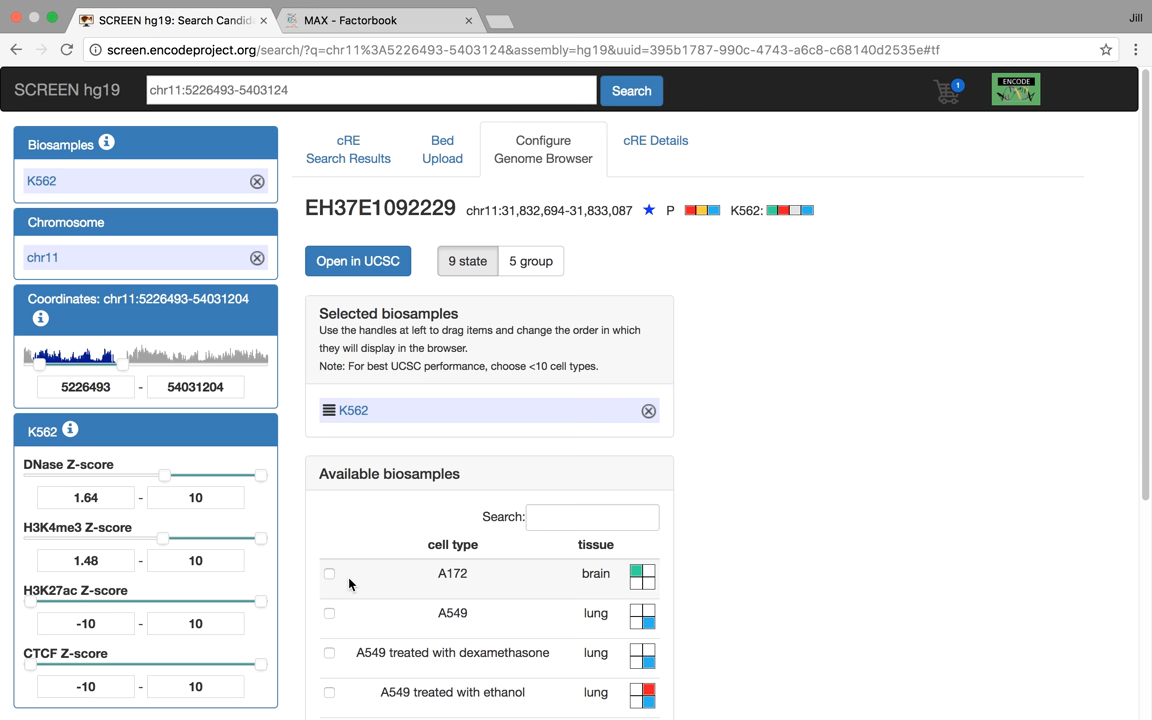 SCREEN hg19: Search Candid
MAX - Factorbook
Jill
screen.encodeproject.org/search/?q=chr11%3A5226493-5403124&assembly=hg19&uuid=395b1787-990c-4743-a6c8-c68140d2535e#tf
SCREEN hg19
chr11:5226493-5403124
Search
1
ENCODE
Biosamples
K562
Chromosome
chr11
Coordinates: chr11:5226493-54031204
5226493 - 54031204
K562
DNase Z-score
1.64 - 10
H3K4me3 Z-score
1.48 - 10
H3K27ac Z-score
-10 - 10
CTCF Z-score
-10 - 10
cRE
Search Results
Bed
Upload
Configure
Genome Browser
cRE Details
EH37E1092229 chr11:31,832,694-31,833,087 ★ P K562:
Open in UCSC 9 state 5 group
Selected biosamples
Use the handles at left to drag items and change the order in which
they will display in the browser.
Note: For best UCSC performance, choose <10 cell types.
K562
Available biosamples
Search:
cell type tissue
A172 brain
A549 lung
A549 treated with dexamethasone lung
A549 treated with ethanol lung